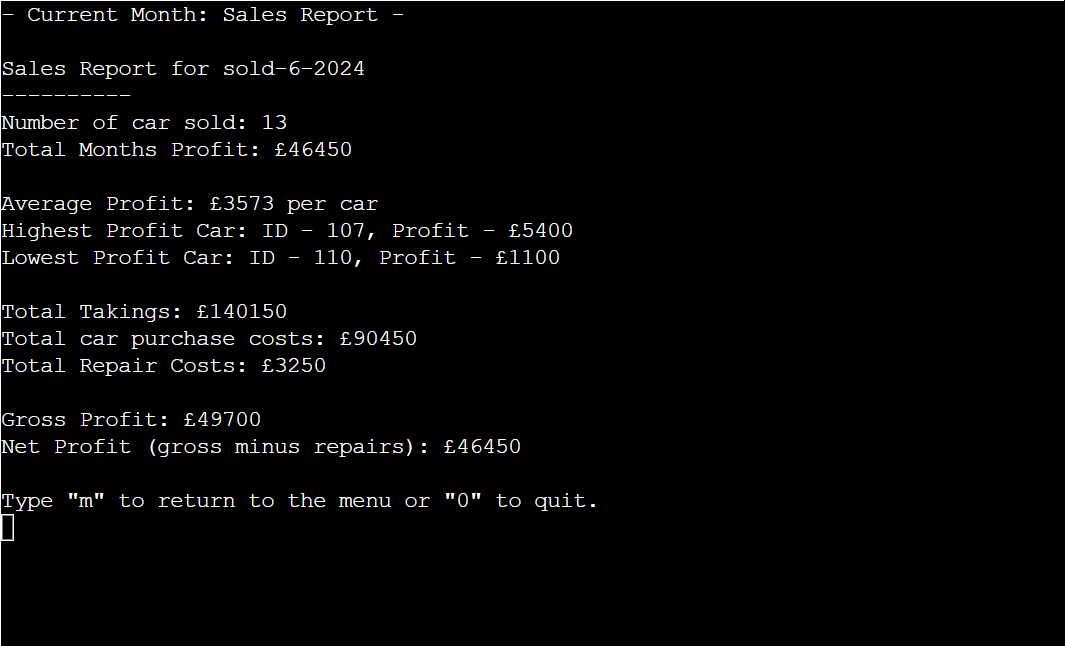 - Current Month: Sales Report -
Sales Report for sold-6-2024
----------
Number of car sold: 13
Total Months Profit: £46450
Average Profit: £3573 per car
Highest Profit Car: ID - 107, Profit - £5400
Lowest Profit Car: ID - 110, Profit - £1100
Total Takings: £140150
Total car purchase costs: £90450
Total Repair Costs: £3250
Gross Profit: £49700
Net Profit (gross minus repairs): £46450
Type "m" to return to the menu or "0" to quit.